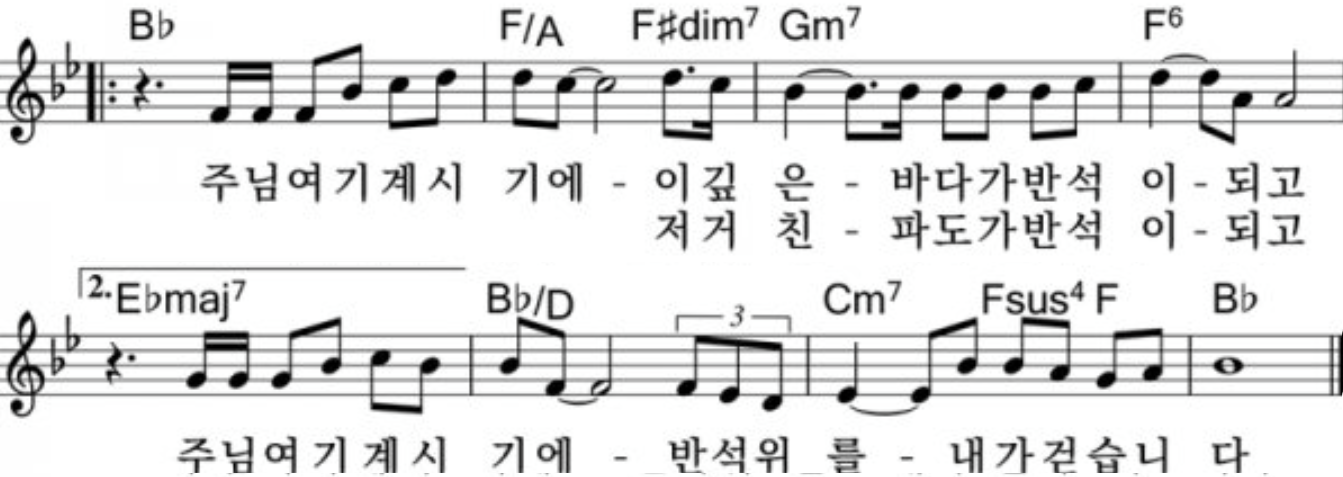 B♭ F/A F♯dim7 Gm7 F6
주님여기계시 기에 - 이깊 은 - 바다가반석 이 - 되고
저거 친 - 파도가반석 이 - 되고
2. E♭maj7 B♭/D 3 Cm7 Fsus4 F B♭
주님여기계시 기에 - 반석위 를 - 내가걷습니 다